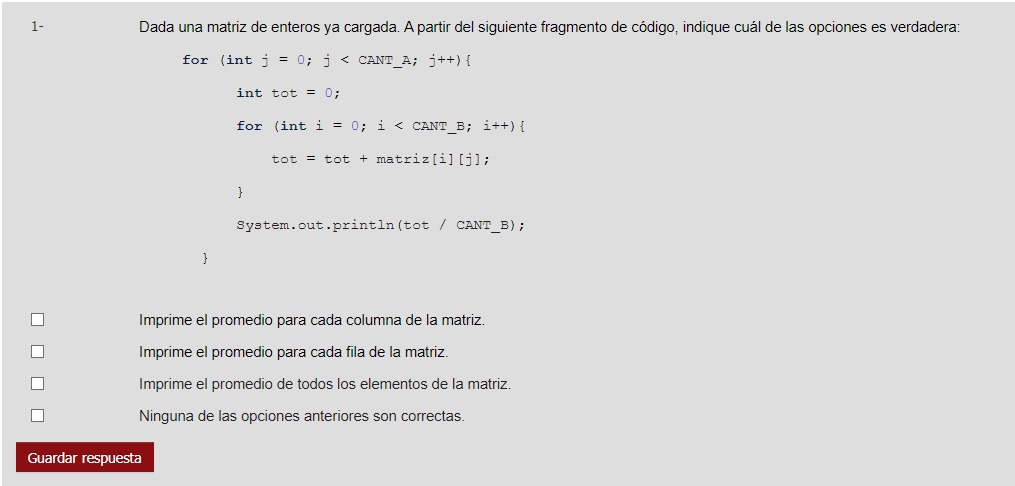 1- Dada una matriz de enteros ya cargada. A partir del siguiente fragmento de código, indique cuál de las opciones es verdadera:
for (int j = 0; j < CANT_A; j++){
int tot = 0;
for (int i = 0; i < CANT_B; i++){
tot = tot + matriz[i][j];
}
System.out.println(tot / CANT_B);
}
Imprime el promedio para cada columna de la matriz.
Imprime el promedio para cada fila de la matriz.
Imprime el promedio de todos los elementos de la matriz.
Ninguna de las opciones anteriores son correctas.
Guardar respuesta